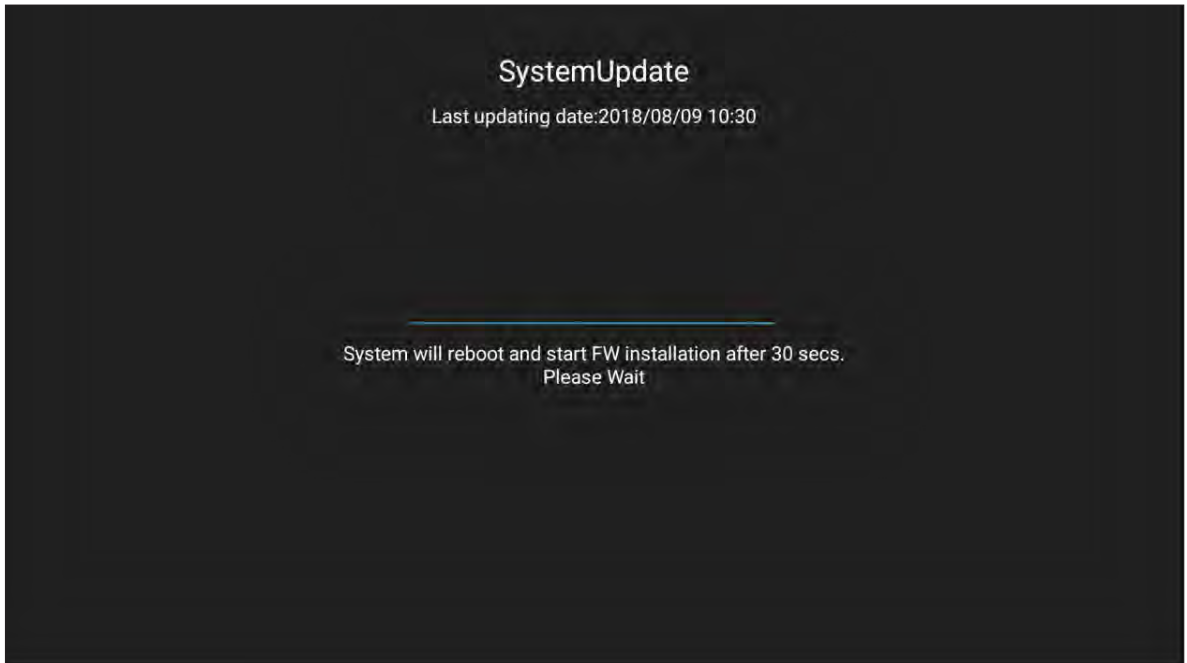 SystemUpdate
Last updating date:2018/08/09 10:30
System will reboot and start FW installation after 30 secs.
Please Wait